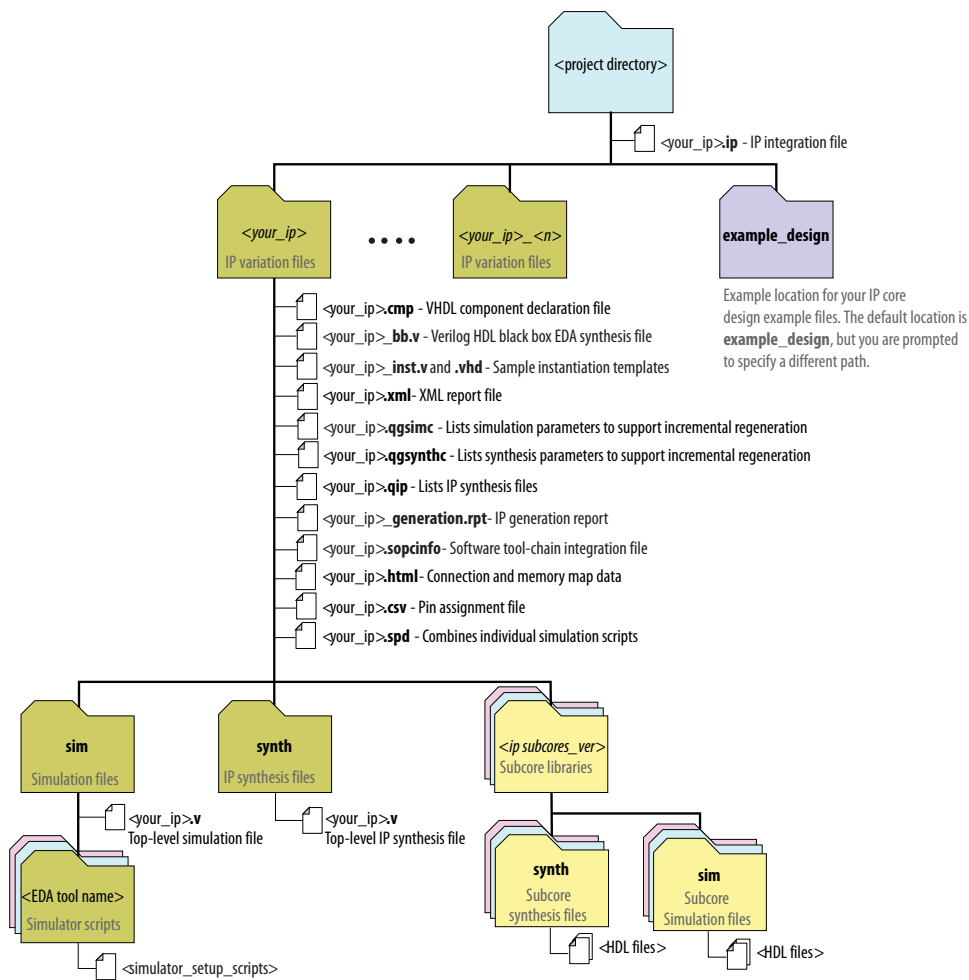 <project directory>
<your_ip>.ip - IP integration file
<your_ip>
IP variation files
<your_ip>_<n>
IP variation files
example_design
Example location for your IP core
design example files. The default location is
example_design, but you are prompted
to specify a different path.
<your_ip>.cmp - VHDL component declaration file
<your_ip>_bb.v - Verilog HDL black box EDA synthesis file
<your_ip>_inst.v and .vhd - Sample instantiation templates
<your_ip>.xml- XML report file
<your_ip>.qgsimc - Lists simulation parameters to support incremental regeneration
<your_ip>.qgsynthc - Lists synthesis parameters to support incremental regeneration
<your_ip>.qip - Lists IP synthesis files
<your_ip>_generation.rpt- IP generation report
<your_ip>.sopcinfo- Software tool-chain integration file
<your_ip>.html- Connection and memory map data
<your_ip>.csv - Pin assignment file
<your_ip>.spd - Combines individual simulation scripts
sim
Simulation files
synth
IP synthesis files
<ip subcores_ver>
Subcore libraries
<your_ip>.v
Top-level simulation file
<your_ip>.v
Top-level IP synthesis file
<EDA tool name>
Simulator scripts
<simulator_setup_scripts>
synth
Subcore
synthesis files
<HDL files>
sim
Subcore
Simulation files
<HDL files>